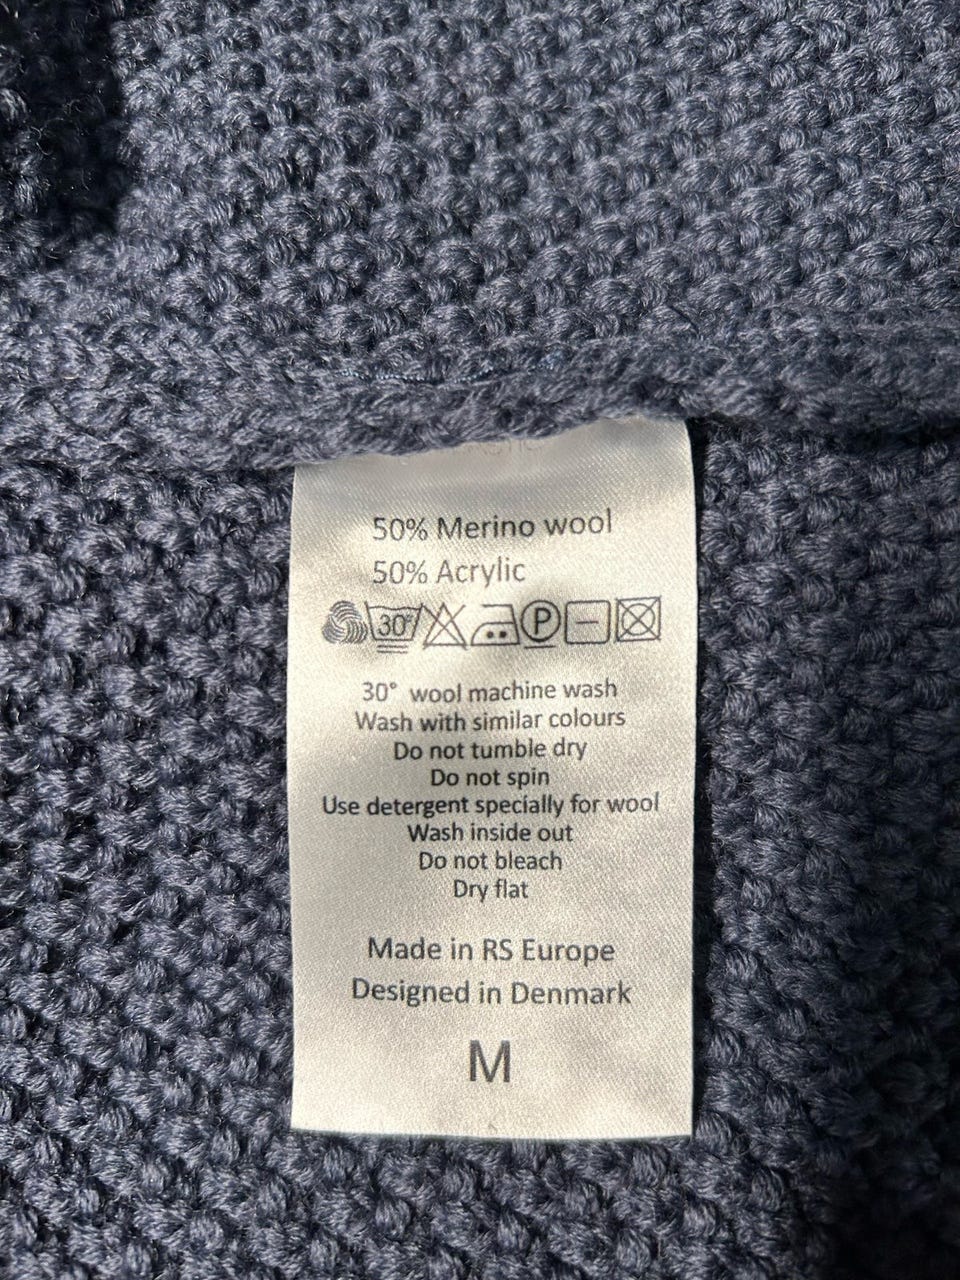 50% Merino wool
50% Acrylic
30° P
30° wool machine wash
Wash with similar colours
Do not tumble dry
Do not spin
Use detergent specially for wool
Wash inside out
Do not bleach
Dry flat
Made in RS Europe
Designed in Denmark
M